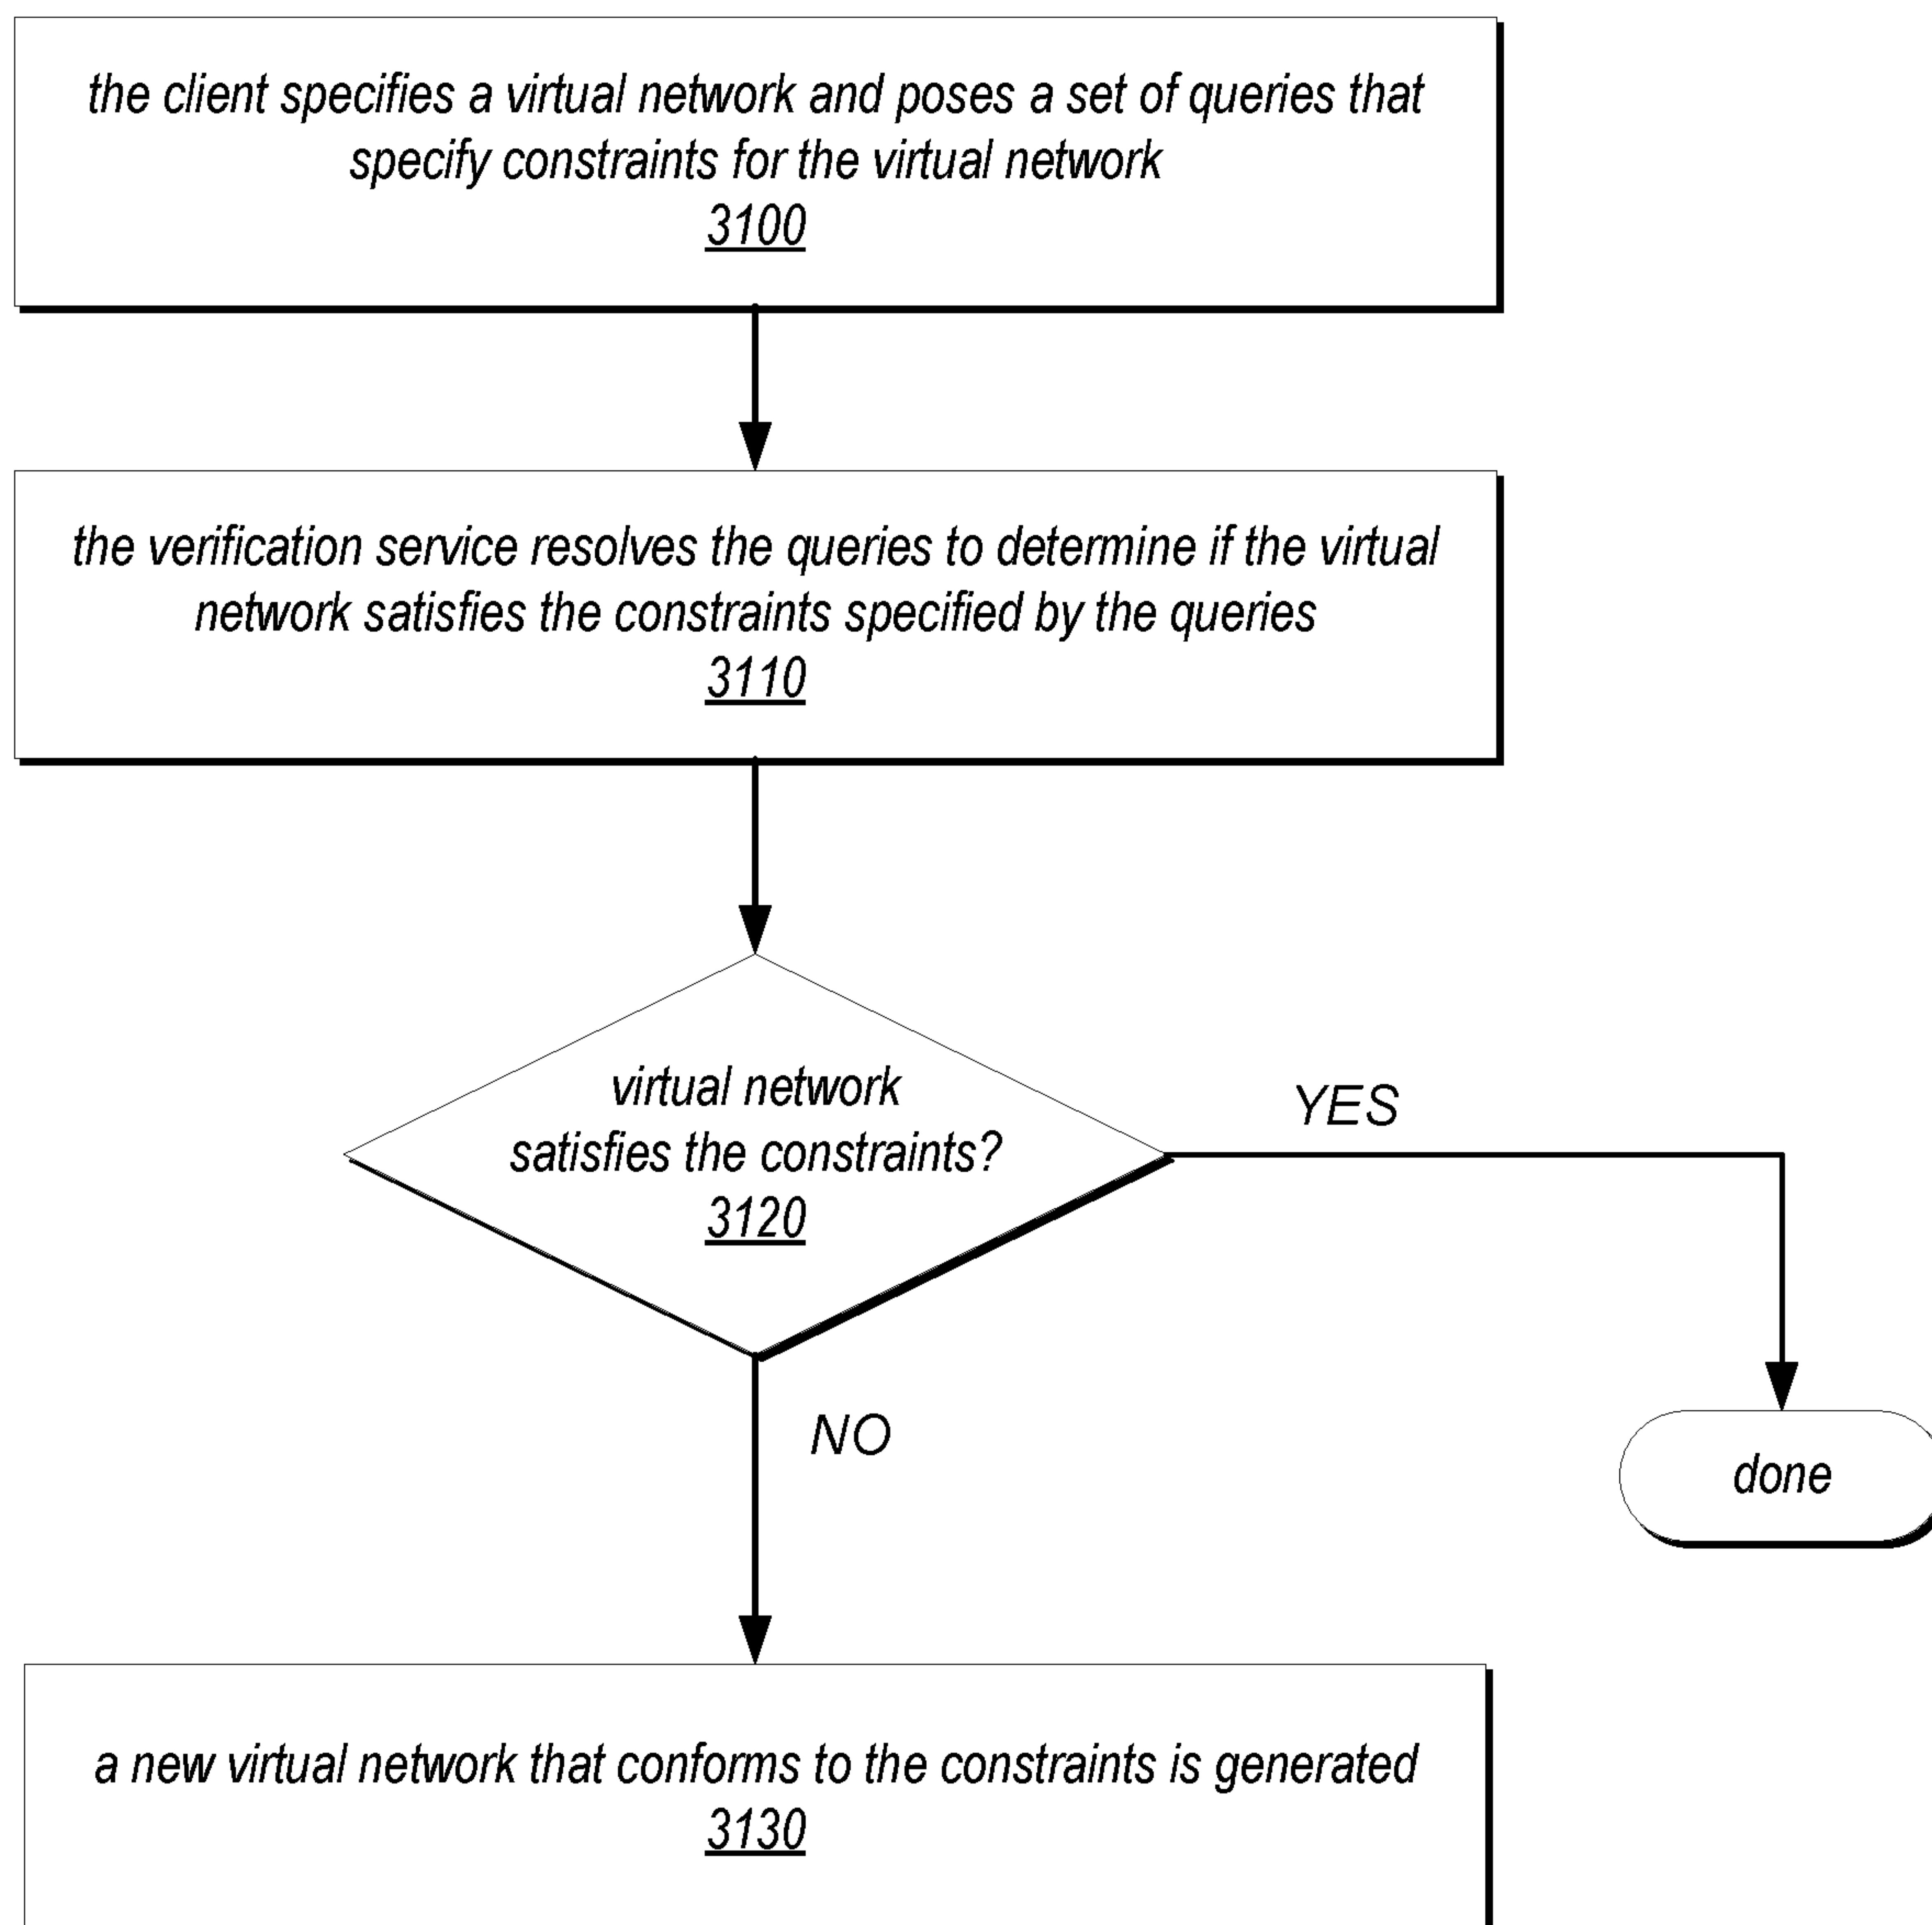 the client specifies a virtual network and poses a set of queries that
specify constraints for the virtual network
3100
the verification service resolves the queries to determine if the virtual
network satisfies the constraints specified by the queries
3110
virtual network
satisfies the constraints?
3120
YES
NO
done
a new virtual network that conforms to the constraints is generated
3130